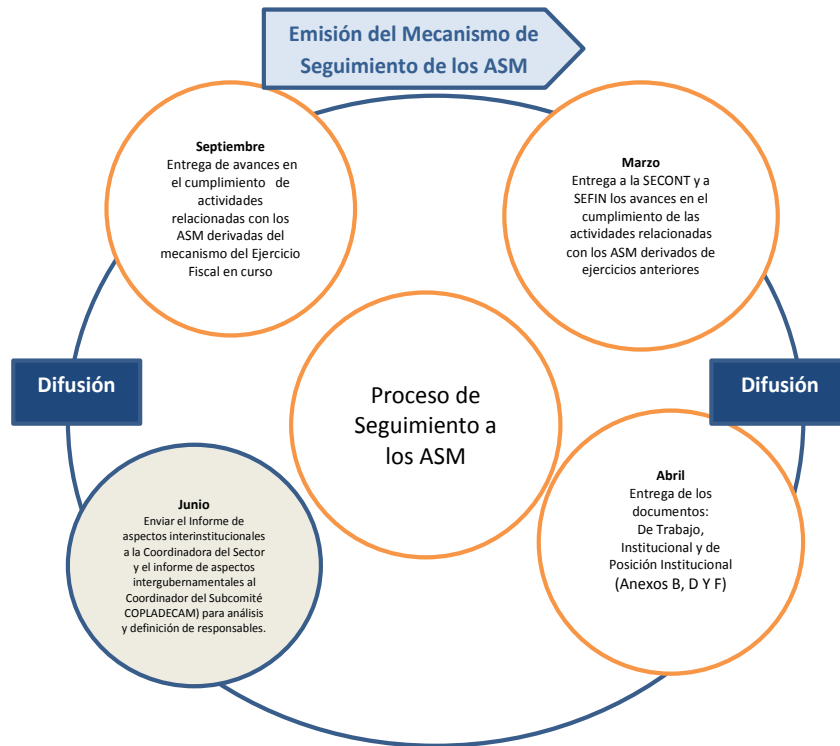 Emisión del Mecanismo de
Seguimiento de los ASM
Septiembre
Entrega de avances en
el cumplimiento de
actividades
relacionadas con los
ASM derivadas del
mecanismo del Ejercicio
Fiscal en curso
Marzo
Entrega a la SECONT y a
SEFIN los avances en el
cumplimiento de las
actividades relacionadas
con los ASM derivados de
ejercicios anteriores
Difusión
Difusión
Proceso de
Seguimiento a
los ASM
Junio
Enviar el Informe de
aspectos interinstitucionales
a la Coordinadora del Sector
y el informe de aspectos
intergubernamentales al
Coordinador del Subcomité
COPLADECAM) para análisis
y definición de responsables.
Abril
Entrega de los
documentos:
De Trabajo,
Institucional y de
Posición Institucional
(Anexos B, D Y F)